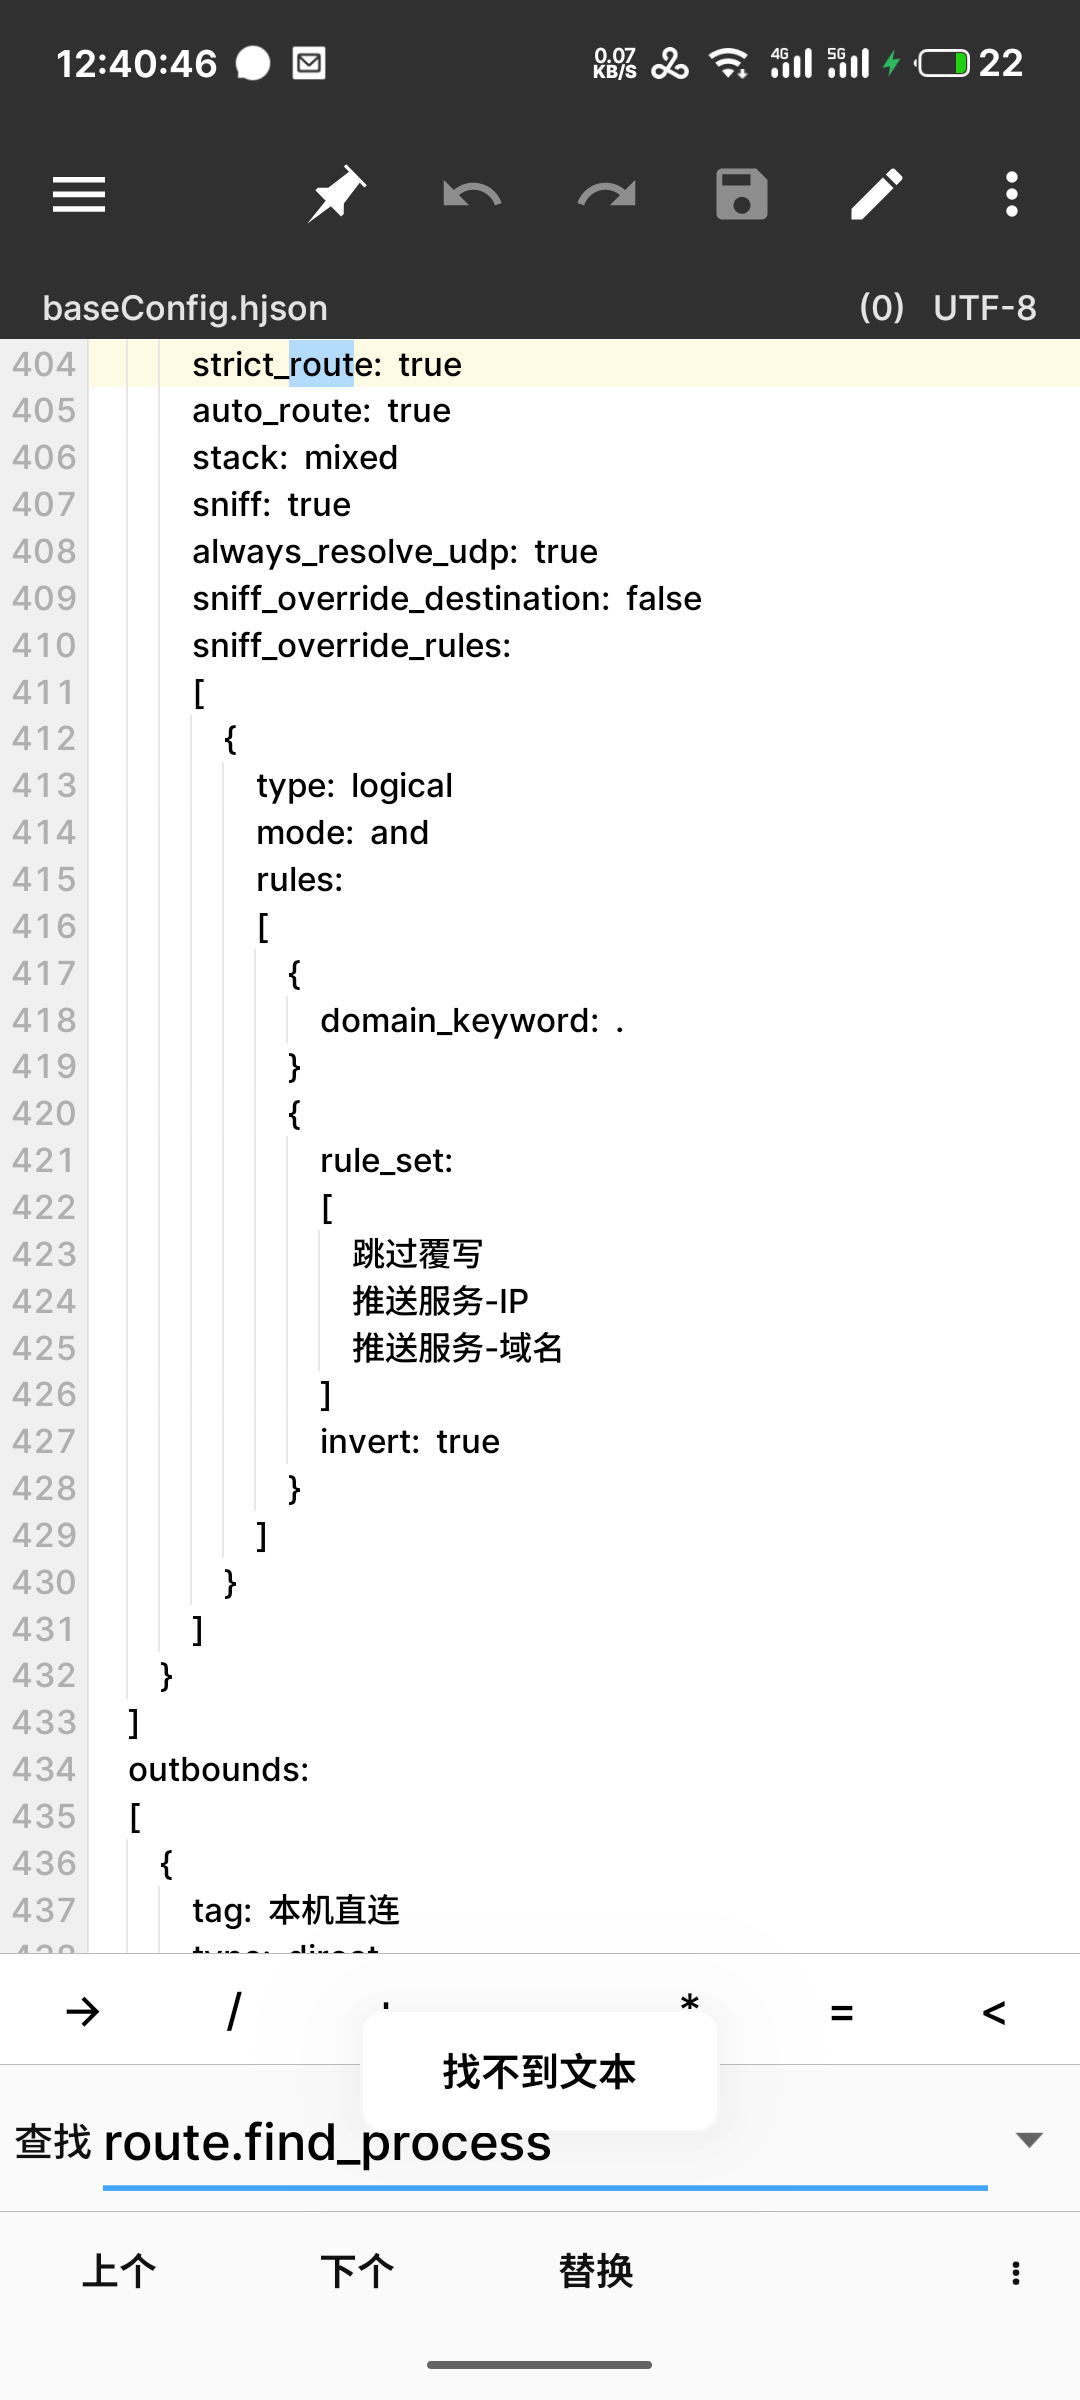 12:40:46 0.07 KB/S 4G 5G 22
baseConfig.hjson (0) UTF-8
404 strict_route: true
405 auto_route: true
406 stack: mixed
407 sniff: true
408 always_resolve_udp: true
409 sniff_override_destination: false
410 sniff_override_rules:
411 [
412 {
413 type: logical
414 mode: and
415 rules:
416 [
417 {
418 domain_keyword: .
419 }
420 {
421 rule_set:
422 [
423 跳过覆写
424 推送服务-IP
425 推送服务-域名
426 ]
427 invert: true
428 }
429 ]
430 }
431 ]
432 }
433 ]
434 outbounds:
435 [
436 {
437 tag: 本机直连
438 type: direct
→ / * = <
找不到文本
查找 route.find_process
上个 下个 替换